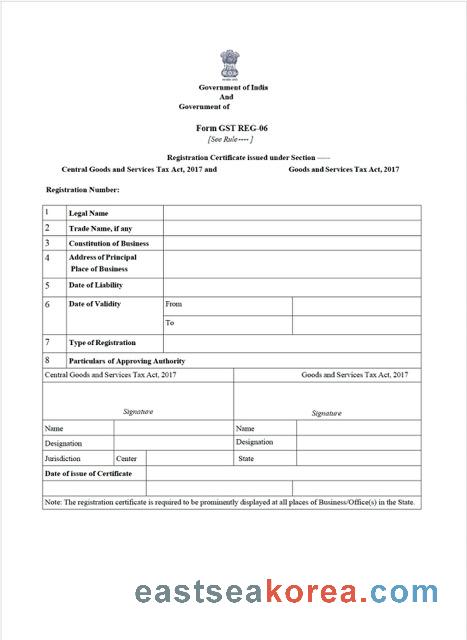 Government of India
And
Government of
Form GST REG-06
[See Rule---- ]
Registration Certificate issued under Section -----
Central Goods and Services Tax Act, 2017 and Goods and Services Tax Act, 2017
Registration Number:
1 Legal Name
2 Trade Name, if any
3 Constitution of Business
4 Address of Principal
Place of Business
5 Date of Liability
6 Date of Validity From
To
7 Type of Registration
8 Particulars of Approving Authority
Central Goods and Services Tax Act, 2017 Goods and Services Tax Act, 2017
Signature Signature
Name Name
Designation Designation
Jurisdiction Center State
Date of issue of Certificate
Note: The registration certificate is required to be prominently displayed at all places of Business/Office(s) in the State.
eastseakorea.com